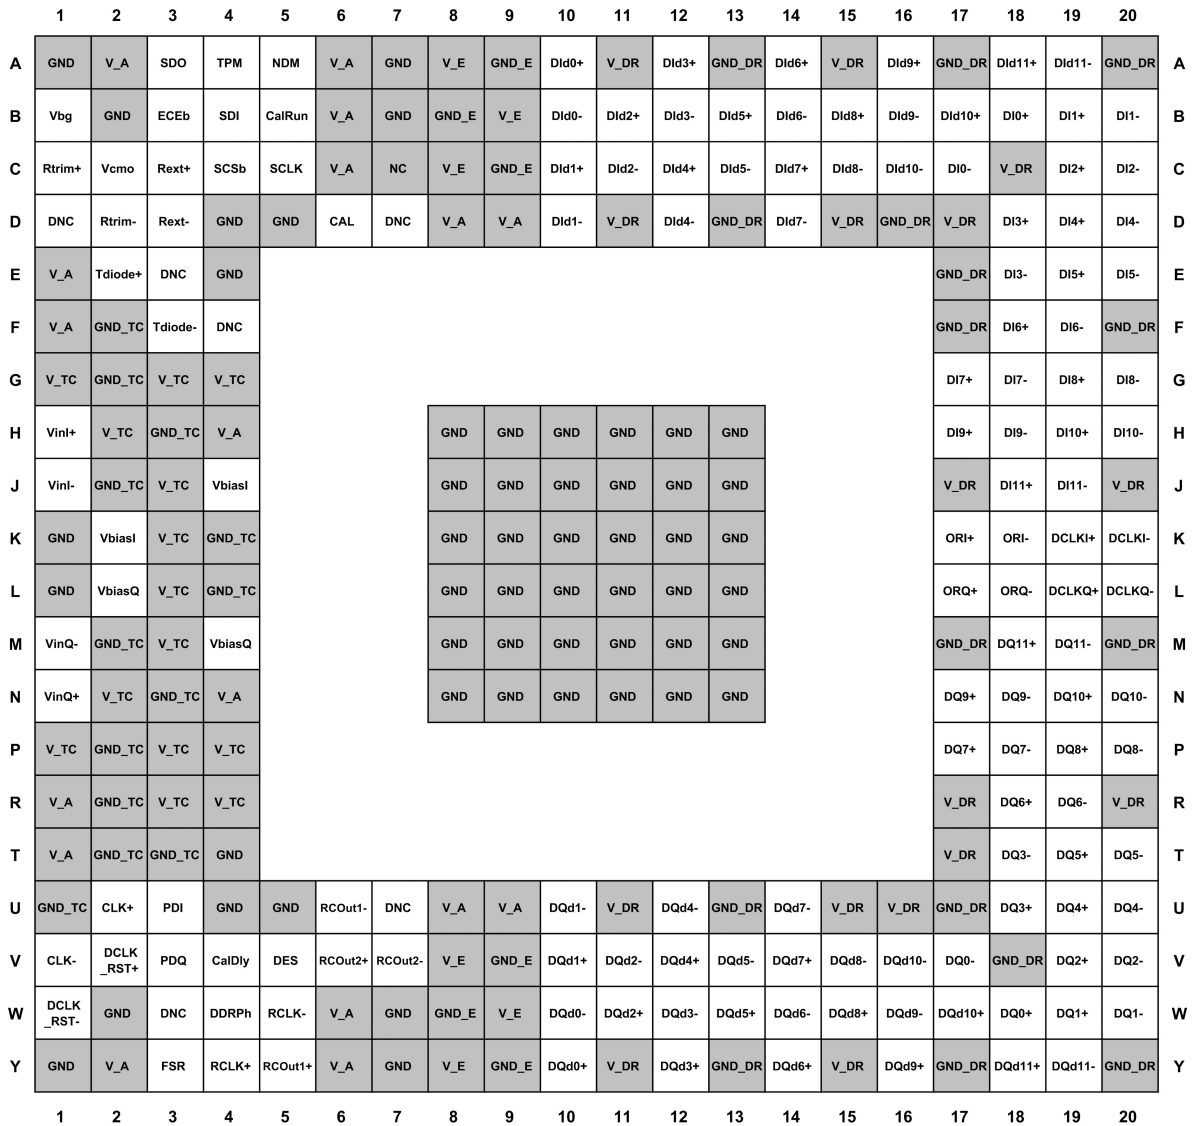 1 2 3 4 5 6 7 8 9 10 11 12 13 14 15 16 17 18 19 20
A GND V_A SDO TPM NDM V_A GND V_E GND_E DId0+ V_DR DId3+ GND_DR DId6+ V_DR DId9+ GND_DR DId11+ DId11- GND_DR A
B Vbg GND ECEb SDI CalRun V_A GND GND_E V_E DId0- DId2+ DId3- DId5+ DId6- DId8+ DId9- DId10+ DI0+ DI1+ DI1- B
C Rtrim+ Vcmo Rext+ SCSb SCLK V_A NC V_E GND_E DId1+ DId2- DId4+ DId5- DId7+ DId8- DId10- DI0- V_DR DI2+ DI2- C
D DNC Rtrim- Rext- GND GND CAL DNC V_A V_A DId1- V_DR DId4- GND_DR DId7- V_DR GND_DR V_DR DI3+ DI4+ DI4- D
E V_A Tdiode+ DNC GND GND_DR DI3- DI5+ DI5- E
F V_A GND_TC Tdiode- DNC GND_DR DI6+ DI6- GND_DR F
G V_TC GND_TC V_TC V_TC DI7+ DI7- DI8+ DI8- G
H VinI+ V_TC GND_TC V_A GND GND GND GND GND GND DI9+ DI9- DI10+ DI10- H
J VinI- GND_TC V_TC VbiasI GND GND GND GND GND GND V_DR DI11+ DI11- V_DR J
K GND VbiasI V_TC GND_TC GND GND GND GND GND GND ORI+ ORI- DCLKI+ DCLKI- K
L GND VbiasQ V_TC GND_TC GND GND GND GND GND GND ORQ+ ORQ- DCLKQ+ DCLKQ- L
M VinQ- GND_TC V_TC VbiasQ GND GND GND GND GND GND GND_DR DQ11+ DQ11- GND_DR M
N VinQ+ V_TC GND_TC V_A GND GND GND GND GND GND DQ9+ DQ9- DQ10+ DQ10- N
P V_TC GND_TC V_TC V_TC DQ7+ DQ7- DQ8+ DQ8- P
R V_A GND_TC V_TC V_TC V_DR DQ6+ DQ6- V_DR R
T V_A GND_TC GND_TC GND V_DR DQ3- DQ5+ DQ5- T
U GND_TC CLK+ PDI GND GND RCOut1- DNC V_A V_A DQd1- V_DR DQd4- GND_DR DQd7- V_DR V_DR GND_DR DQ3+ DQ4+ DQ4- U
V CLK- DCLK _RST+ PDQ CalDly DES RCOut2+ RCOut2- V_E GND_E DQd1+ DQd2- DQd4+ DQd5- DQd7+ DQd8- DQd10- DQ0- GND_DR DQ2+ DQ2- V
W DCLK _RST- GND DNC DDRPh RCLK- V_A GND GND_E V_E DQd0- DQd2+ DQd3- DQd5+ DQd6- DQd8+ DQd9- DQd10+ DQ0+ DQ1+ DQ1- W
Y GND V_A FSR RCLK+ RCOut1+ V_A GND V_E GND_E DQd0+ V_DR DQd3+ GND_DR DQd6+ V_DR DQd9+ GND_DR DQd11+ DQd11- GND_DR Y
1 2 3 4 5 6 7 8 9 10 11 12 13 14 15 16 17 18 19 20